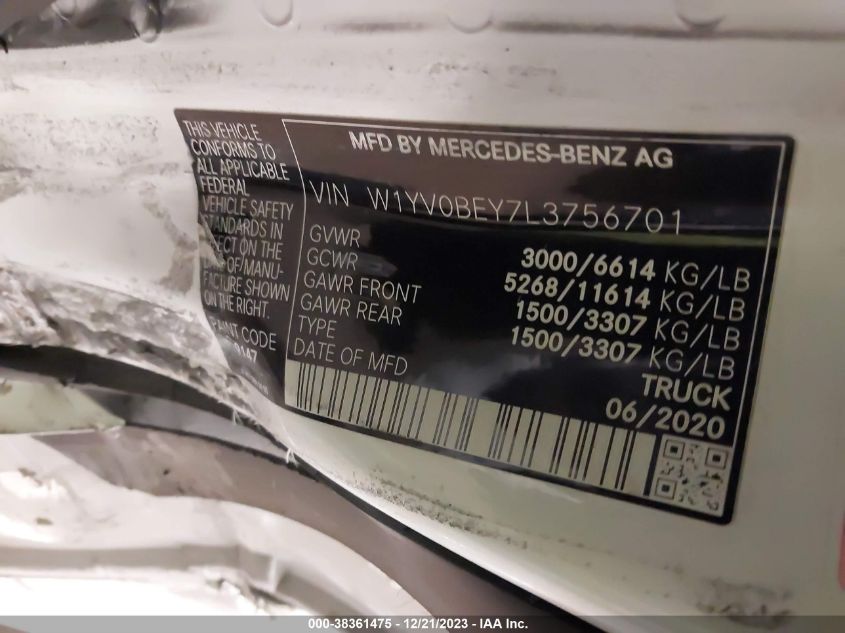 THIS VEHICLE
CONFORMS TO
ALL APPLICABLE
FEDERAL
VEHICLE SAFETY
STANDARDS IN
EFFECT ON THE
OF MANU-
FACTURE SHOWN
ON THE RIGHT.
PAINT CODE
9147
MFD BY MERCEDES-BENZ AG
VIN W1YV0BEY7L3756701
GVWR 3000/6614 KG/LB
GCWR 5268/11614 KG/LB
GAWR FRONT 1500/3307 KG/LB
GAWR REAR 1500/3307 KG/LB
TYPE TRUCK
DATE OF MFD 06/2020
000-38361475 - 12/21/2023 - IAA Inc.